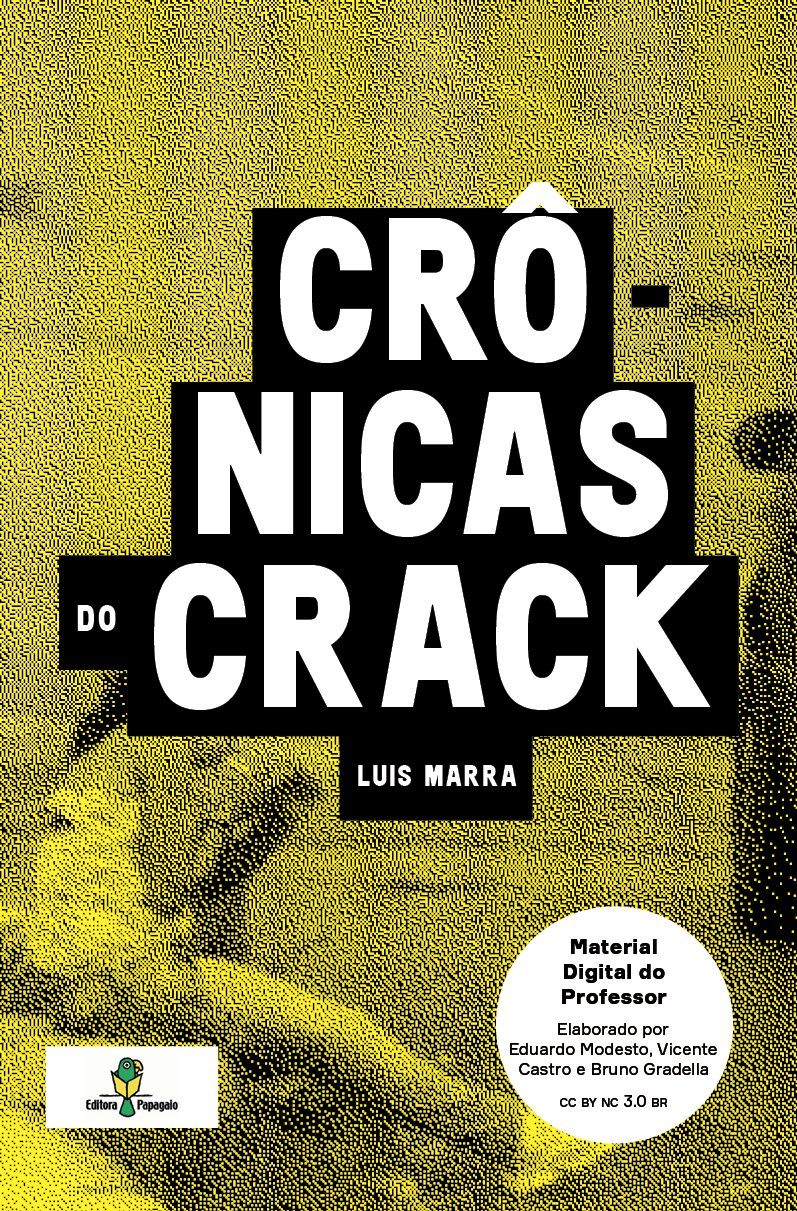 CRÔ-
NICAS
DO CRACK
LUIS MARRA
Material
Digital do
Professor
Elaborado por
Eduardo Modesto, Vicente
Castro e Bruno Gradella
CC BY NC 3.0 BR
Editora Papagaio